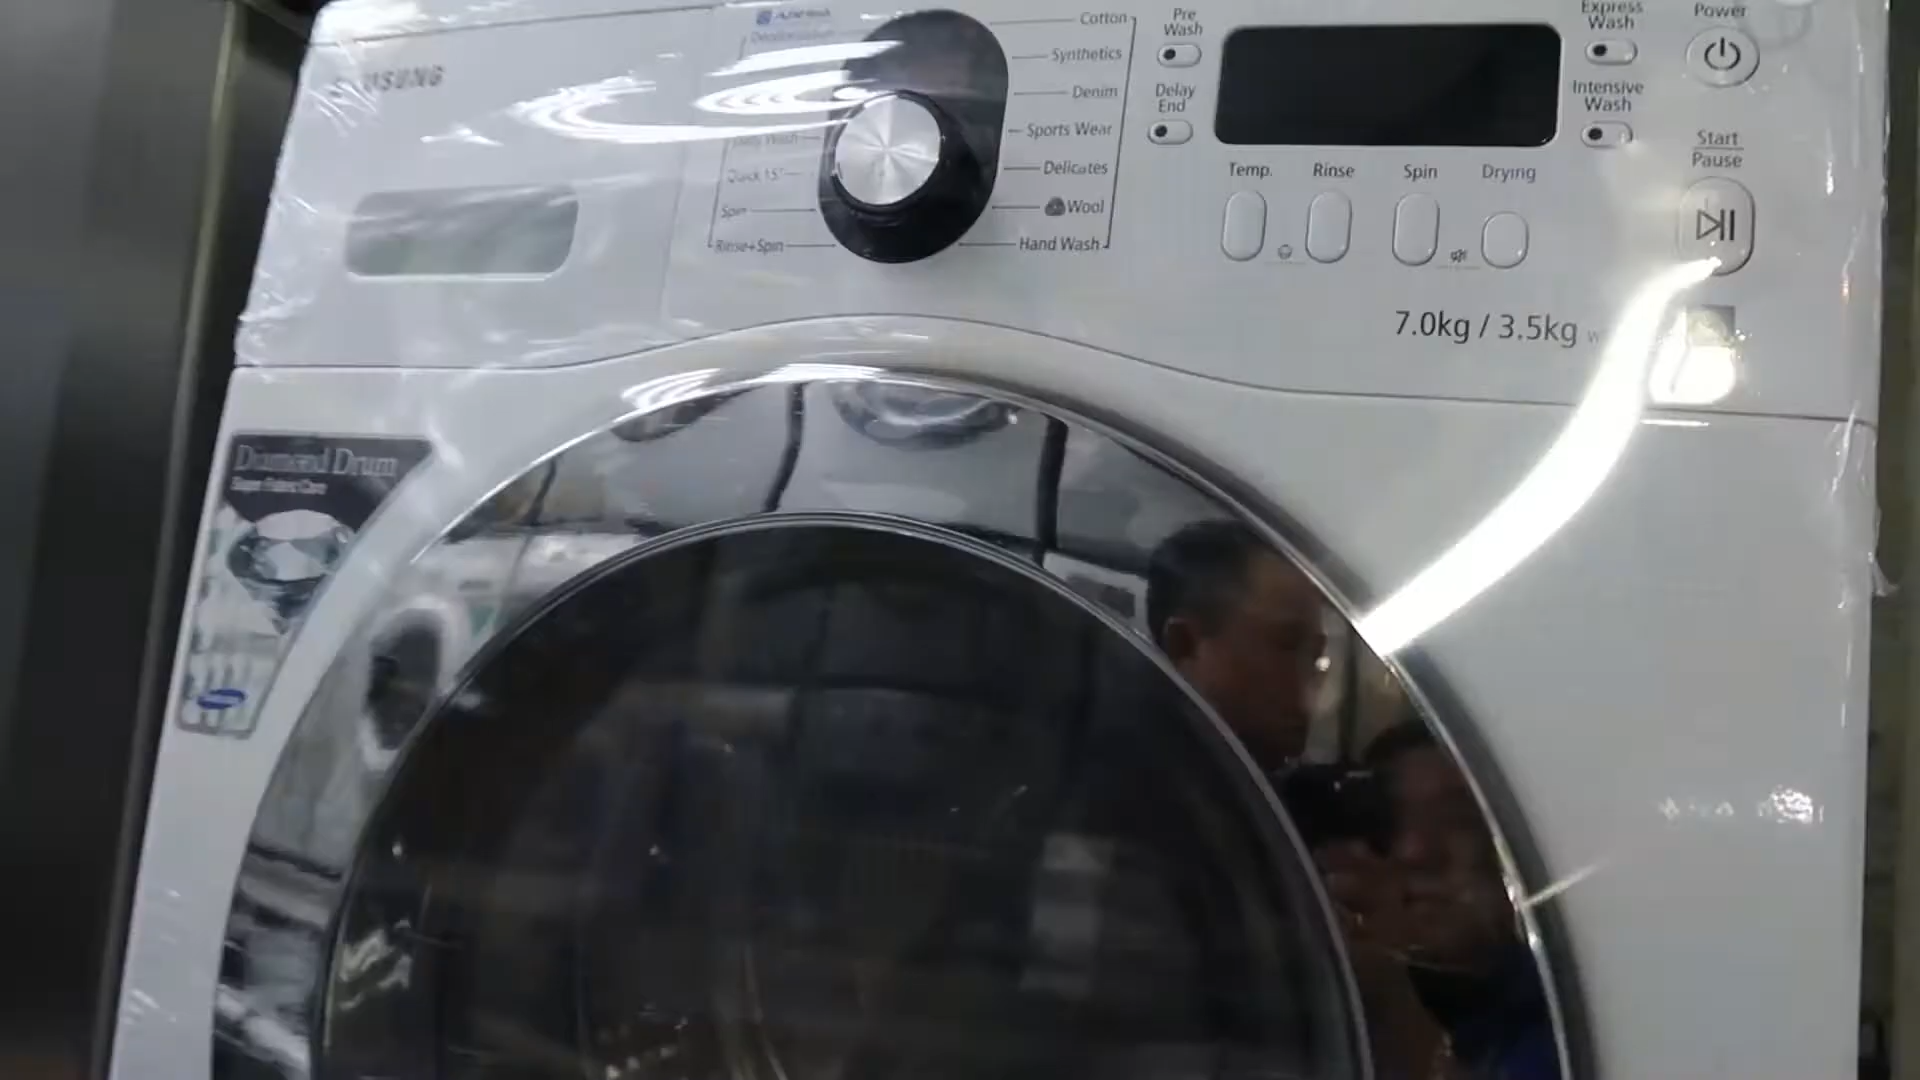 SAMSUNG
Cotton
Synthetics
Denim
Sports Wear
Delicates
Wool
Hand Wash
Quick 15'
Spin
Rinse+Spin
Pre
Wash
Delay
End
Temp.
Rinse
Spin
Drying
Express
Wash
Intensive
Wash
Power
Start
Pause
7.0kg / 3.5kg
Diamond Drum